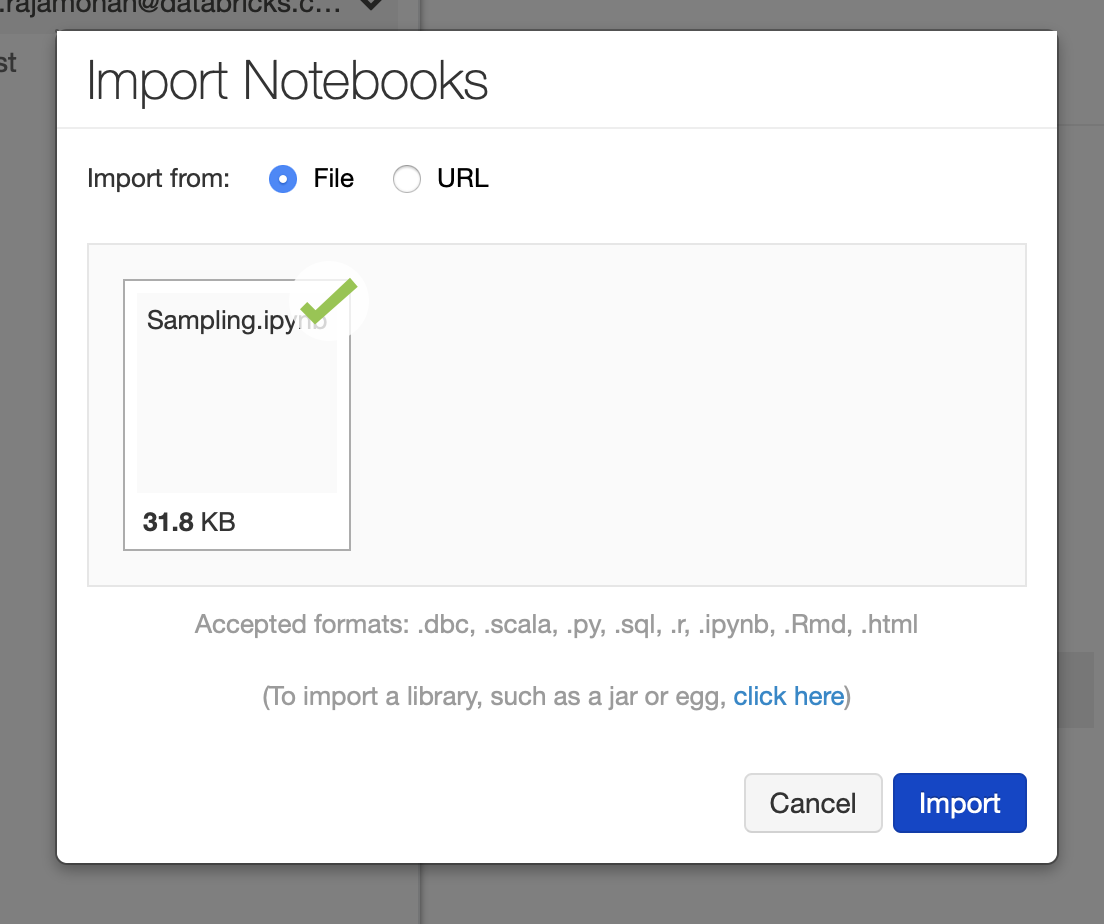 .rajamohan@databricks.c...
st
Import Notebooks
Import from: File URL
Sampling.ipynb
31.8 KB
Accepted formats: .dbc, .scala, .py, .sql, .r, .ipynb, .Rmd, .html
(To import a library, such as a jar or egg, click here)
Cancel Import